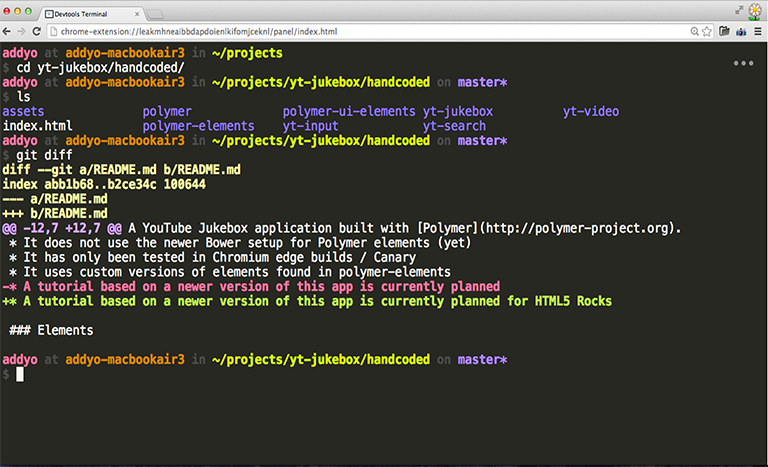 Devtools Terminal
chrome-extension://leakmhneaibbdapdoienlkifomjceknl/panel/index.html
addyo at addyo-macbookair3 in ~/projects
$ cd yt-jukebox/handcoded/
addyo at addyo-macbookair3 in ~/projects/yt-jukebox/handcoded on master*
$ ls
assets polymer polymer-ui-elements yt-jukebox yt-video
index.html polymer-elements yt-input yt-search
addyo at addyo-macbookair3 in ~/projects/yt-jukebox/handcoded on master*
$ git diff
diff --git a/README.md b/README.md
index abb1b68..b2ce34c 100644
--- a/README.md
+++ b/README.md
@@ -12,7 +12,7 @@ A YouTube Jukebox application built with [Polymer](http://polymer-project.org).
* It does not use the newer Bower setup for Polymer elements (yet)
* It has only been tested in Chromium edge builds / Canary
* It uses custom versions of elements found in polymer-elements
-* A tutorial based on a newer version of this app is currently planned
+* A tutorial based on a newer version of this app is currently planned for HTML5 Rocks
### Elements
addyo at addyo-macbookair3 in ~/projects/yt-jukebox/handcoded on master*
$